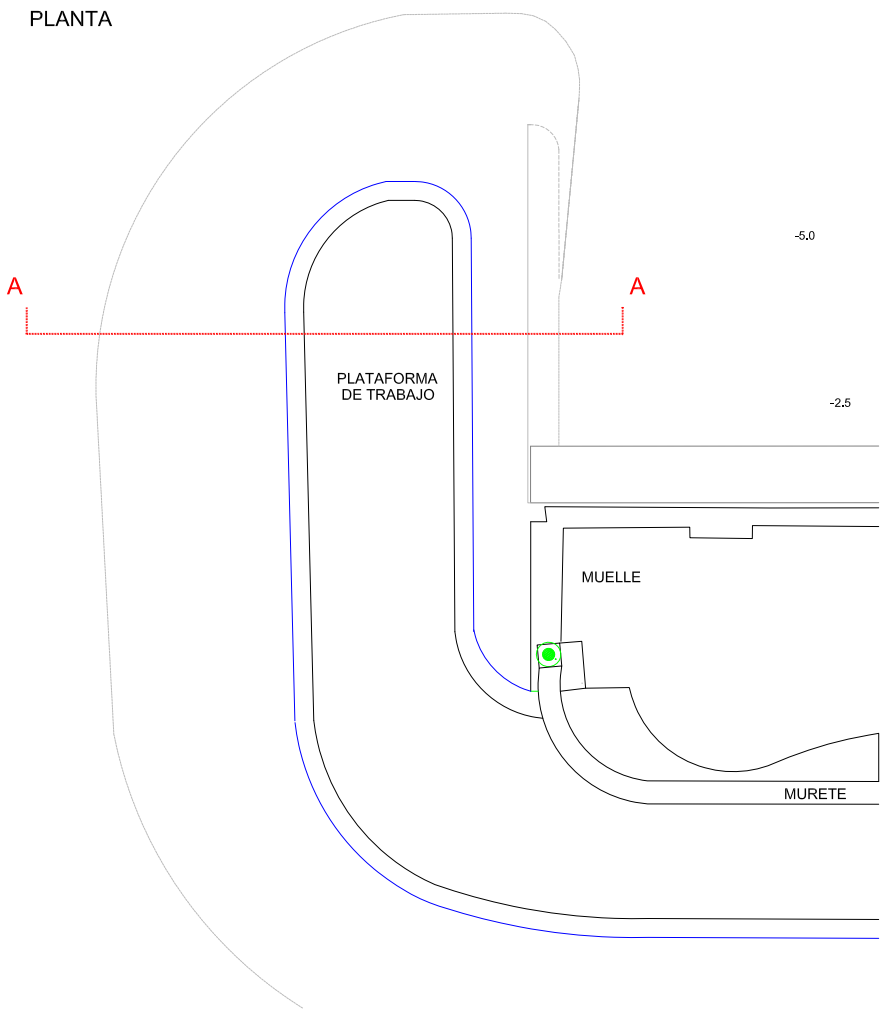 PLANTA
-5.0
A
A
PLATAFORMA
DE TRABAJO
-2.5
MUELLE
MURETE